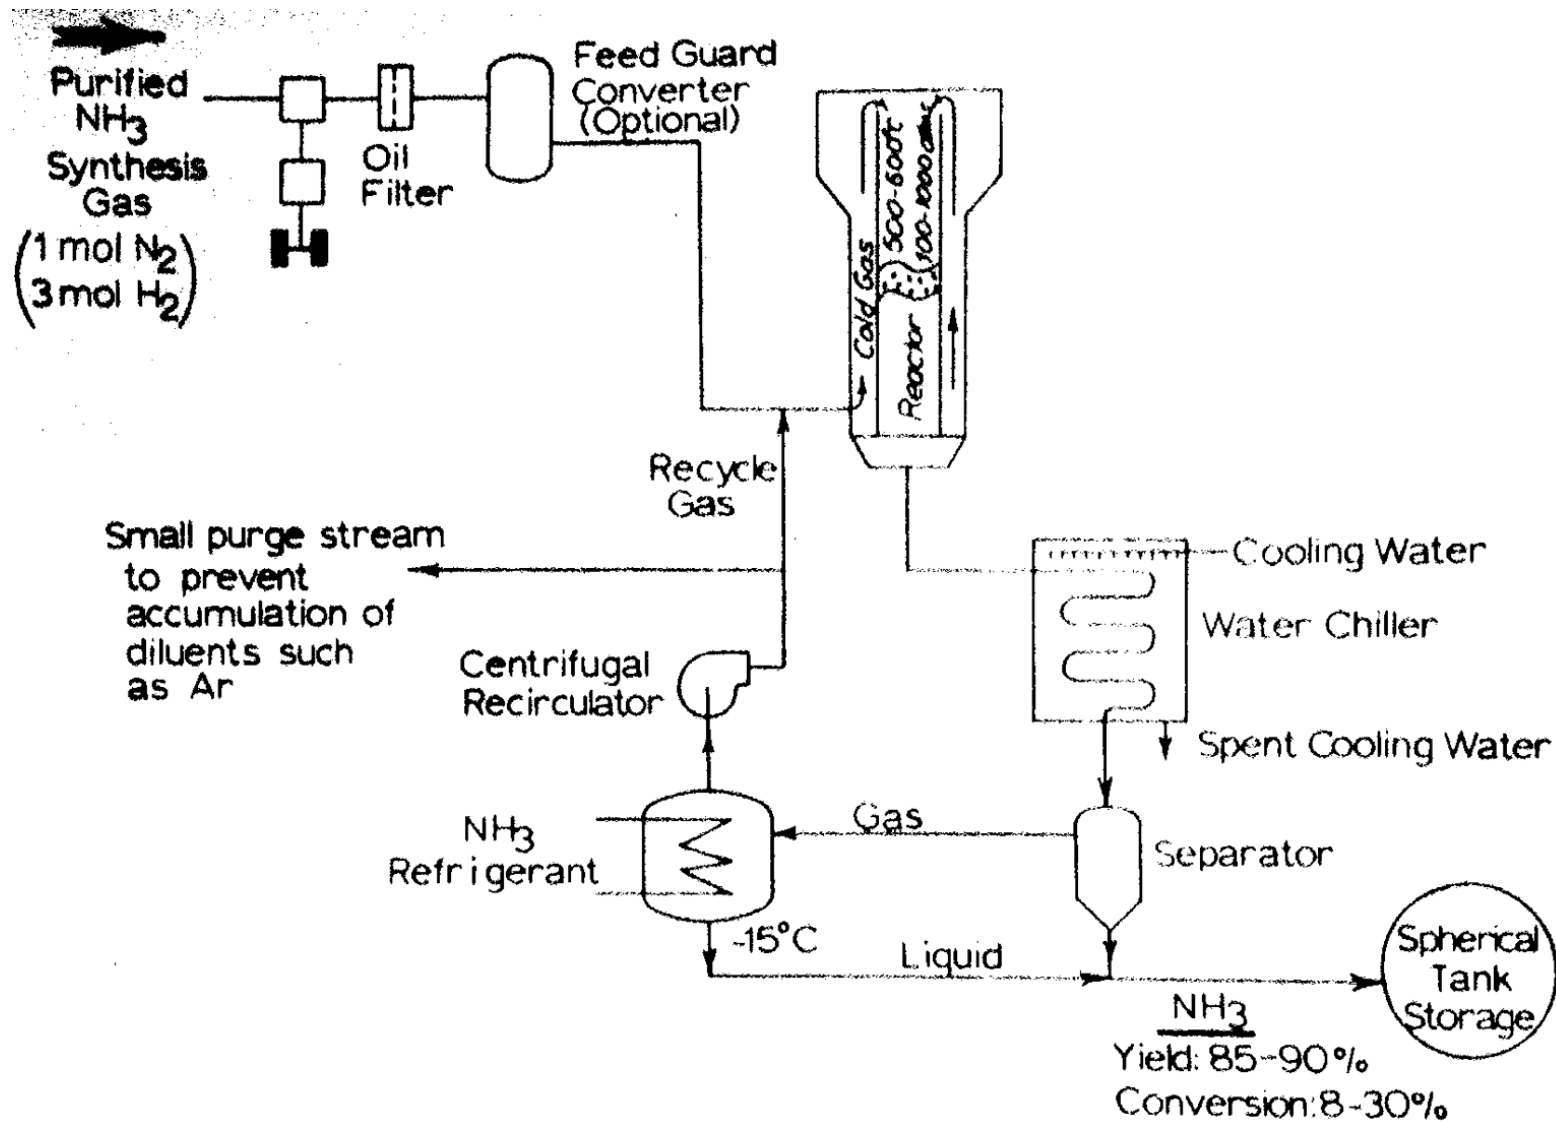 Purified
NH3
Synthesis
Gas
(1 mol N2
3 mol H2)
Oil
Filter
Feed Guard
Converter
(Optional)
Cold Gas
500-600°C
100-1000 atms
Reactor
Recycle
Gas
Small purge stream
to prevent
accumulation of
diluents such
as Ar
Centrifugal
Recirculator
Cooling Water
Water Chiller
Spent Cooling Water
NH3
Refrigerant
Gas
Separator
-15°C
Liquid
Spherical
Tank
Storage
NH3
Yield: 85-90%
Conversion: 8-30%